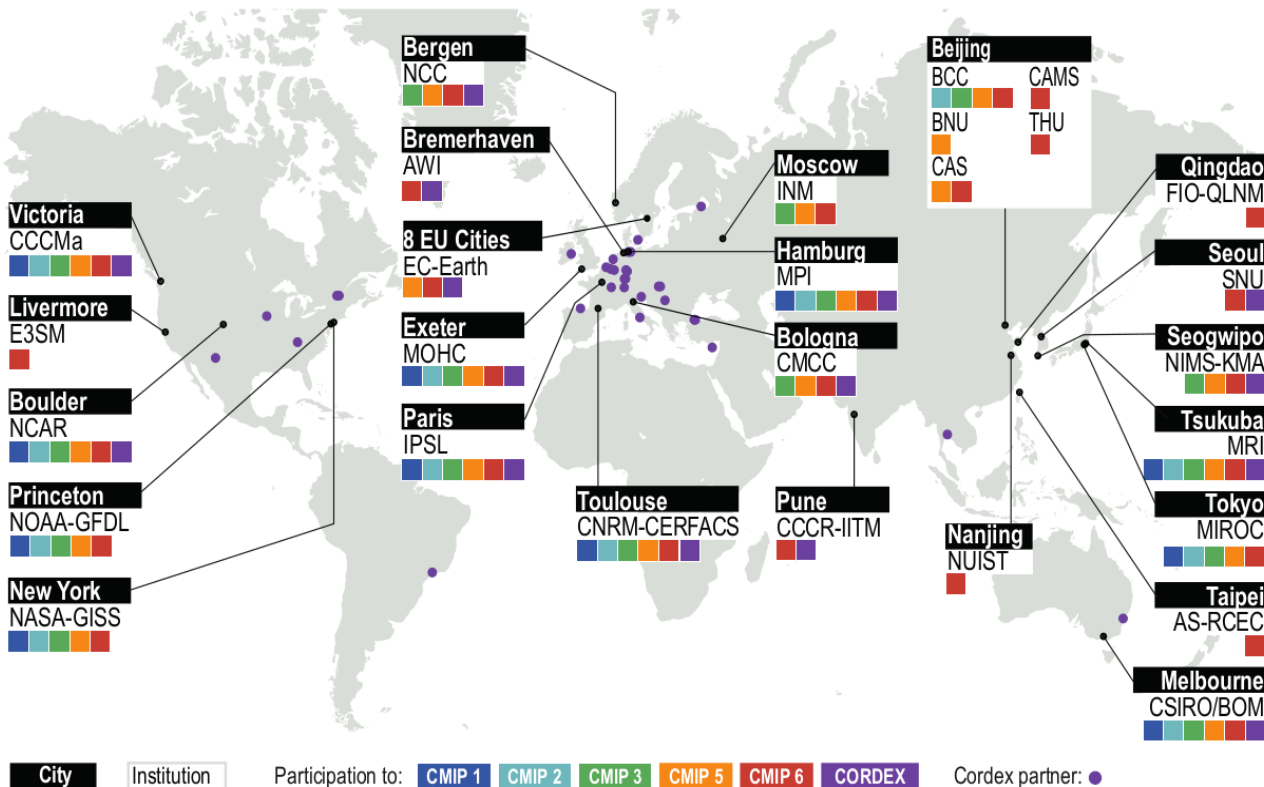 Bergen
NCC
Bremerhaven
AWI
8 EU Cities
EC-Earth
Exeter
MOHC
Paris
IPSL
Victoria
CCCMa
Livermore
E3SM
Boulder
NCAR
Princeton
NOAA-GFDL
New York
NASA-GISS
Moscow
INM
Hamburg
MPI
Bologna
CMCC
Toulouse
CNRM-CERFACS
Pune
CCCR-IITM
Beijing
BCC CAMS
BNU THU
CAS
Nanjing
NUIST
Qingdao
FIO-QLNM
Seoul
SNU
Seogwipo
NIMS-KMA
Tsukuba
MRI
Tokyo
MIROC
Taipei
AS-RCEC
Melbourne
CSIRO/BOM
City Institution Participation to: CMIP 1 CMIP 2 CMIP 3 CMIP 5 CMIP 6 CORDEX Cordex partner: